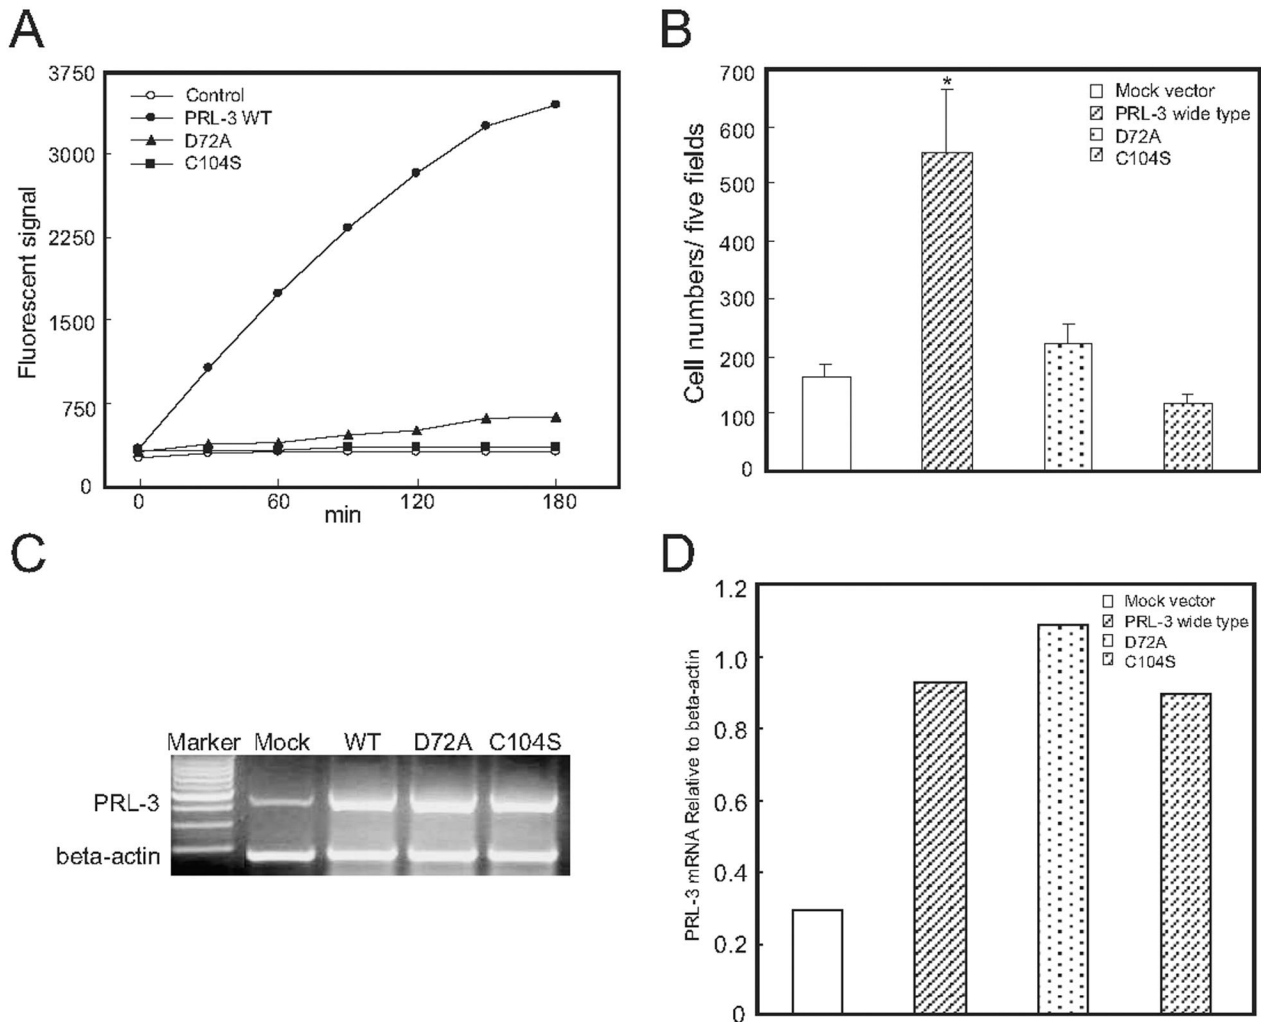 A
3750
3000
2250
1500
750
0
Fluorescent signal
Control
PRL-3 WT
D72A
C104S
0
60
120
180
min
B
700
600
500
400
300
200
100
0
Cell numbers/ five fields
*
Mock vector
PRL-3 wide type
D72A
C104S
C
Marker Mock WT D72A C104S
PRL-3
beta-actin
D
1.2
1.0
0.8
0.6
0.4
0.2
0
PRL-3 mRNA Relative to beta-actin
Mock vector
PRL-3 wide type
D72A
C104S